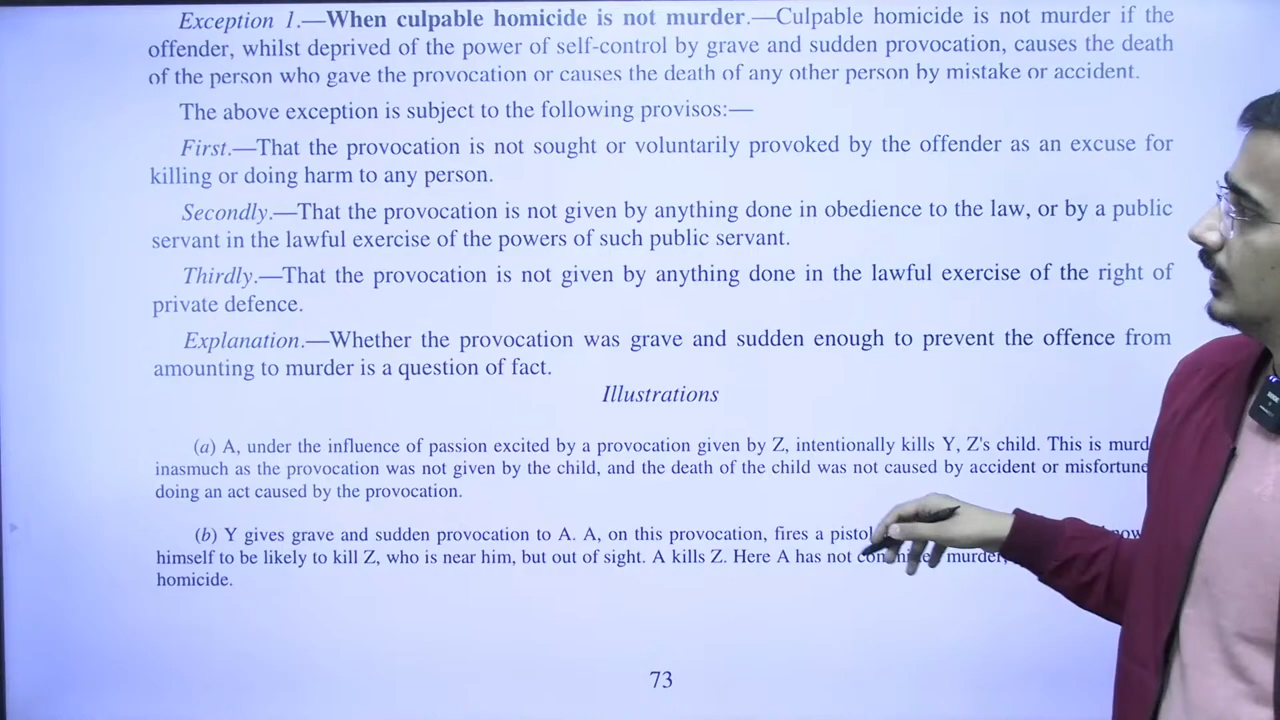 Exception 1.—When culpable homicide is not murder.—Culpable homicide is not murder if the
offender, whilst deprived of the power of self-control by grave and sudden provocation, causes the death
of the person who gave the provocation or causes the death of any other person by mistake or accident.
The above exception is subject to the following provisos:—
First.—That the provocation is not sought or voluntarily provoked by the offender as an excuse for
killing or doing harm to any person.
Secondly.—That the provocation is not given by anything done in obedience to the law, or by a public
servant in the lawful exercise of the powers of such public servant.
Thirdly.—That the provocation is not given by anything done in the lawful exercise of the right of
private defence.
Explanation.—Whether the provocation was grave and sudden enough to prevent the offence from
amounting to murder is a question of fact.
Illustrations
(a) A, under the influence of passion excited by a provocation given by Z, intentionally kills Y, Z's child. This is murd
inasmuch as the provocation was not given by the child, and the death of the child was not caused by accident or misfortune
doing an act caused by the provocation.
(b) Y gives grave and sudden provocation to A. A, on this provocation, fires a pistol
himself to be likely to kill Z, who is near him, but out of sight. A kills Z. Here A has not murder,
homicide.
73